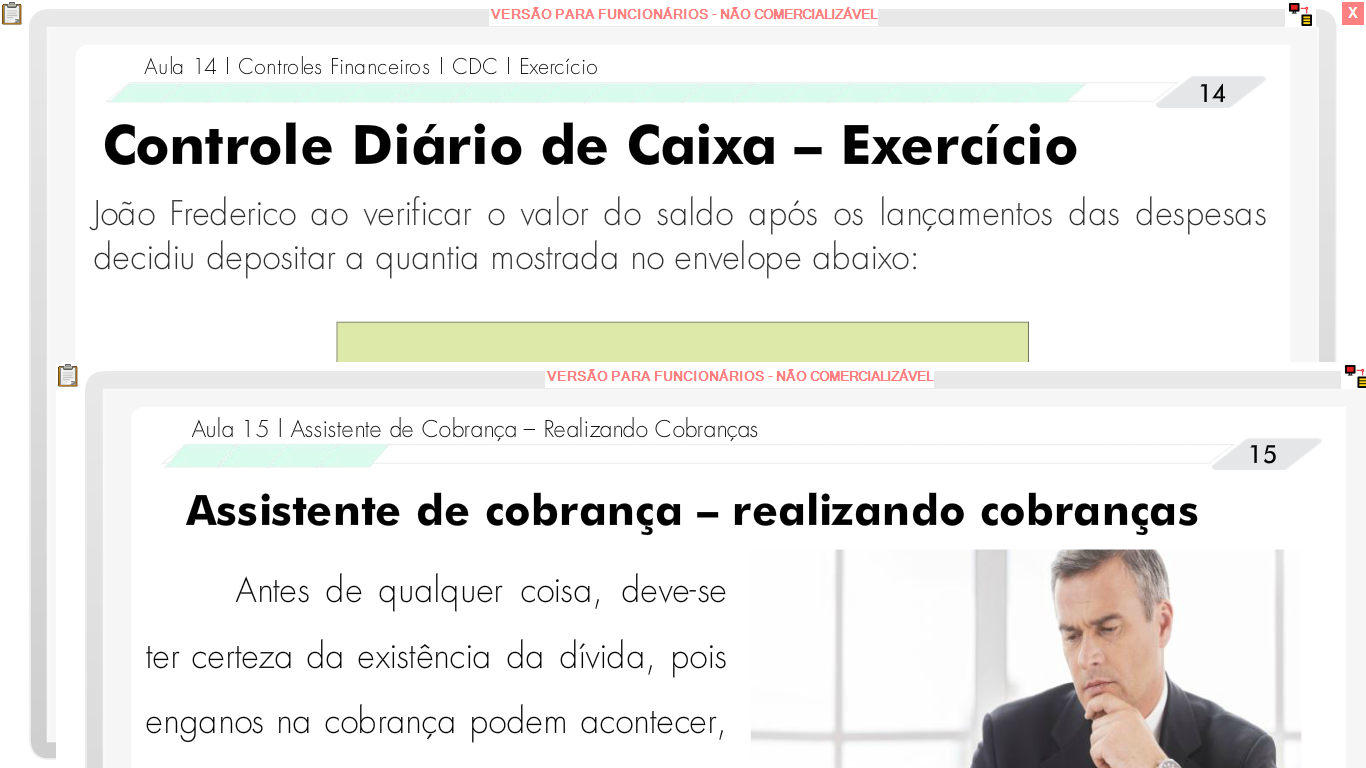 VERSÃO PARA FUNCIONÁRIOS - NÃO COMERCIALIZÁVEL
X
Aula 14 | Controles Financeiros | CDC | Exercício
14
Controle Diário de Caixa – Exercício
João Frederico ao verificar o valor do saldo após os lançamentos das despesas
decidiu depositar a quantia mostrada no envelope abaixo:
VERSÃO PARA FUNCIONÁRIOS - NÃO COMERCIALIZÁVEL
Aula 15 | Assistente de Cobrança – Realizando Cobranças
15
Assistente de cobrança – realizando cobranças
Antes de qualquer coisa, deve-se
ter certeza da existência da dívida, pois
enganos na cobrança podem acontecer,